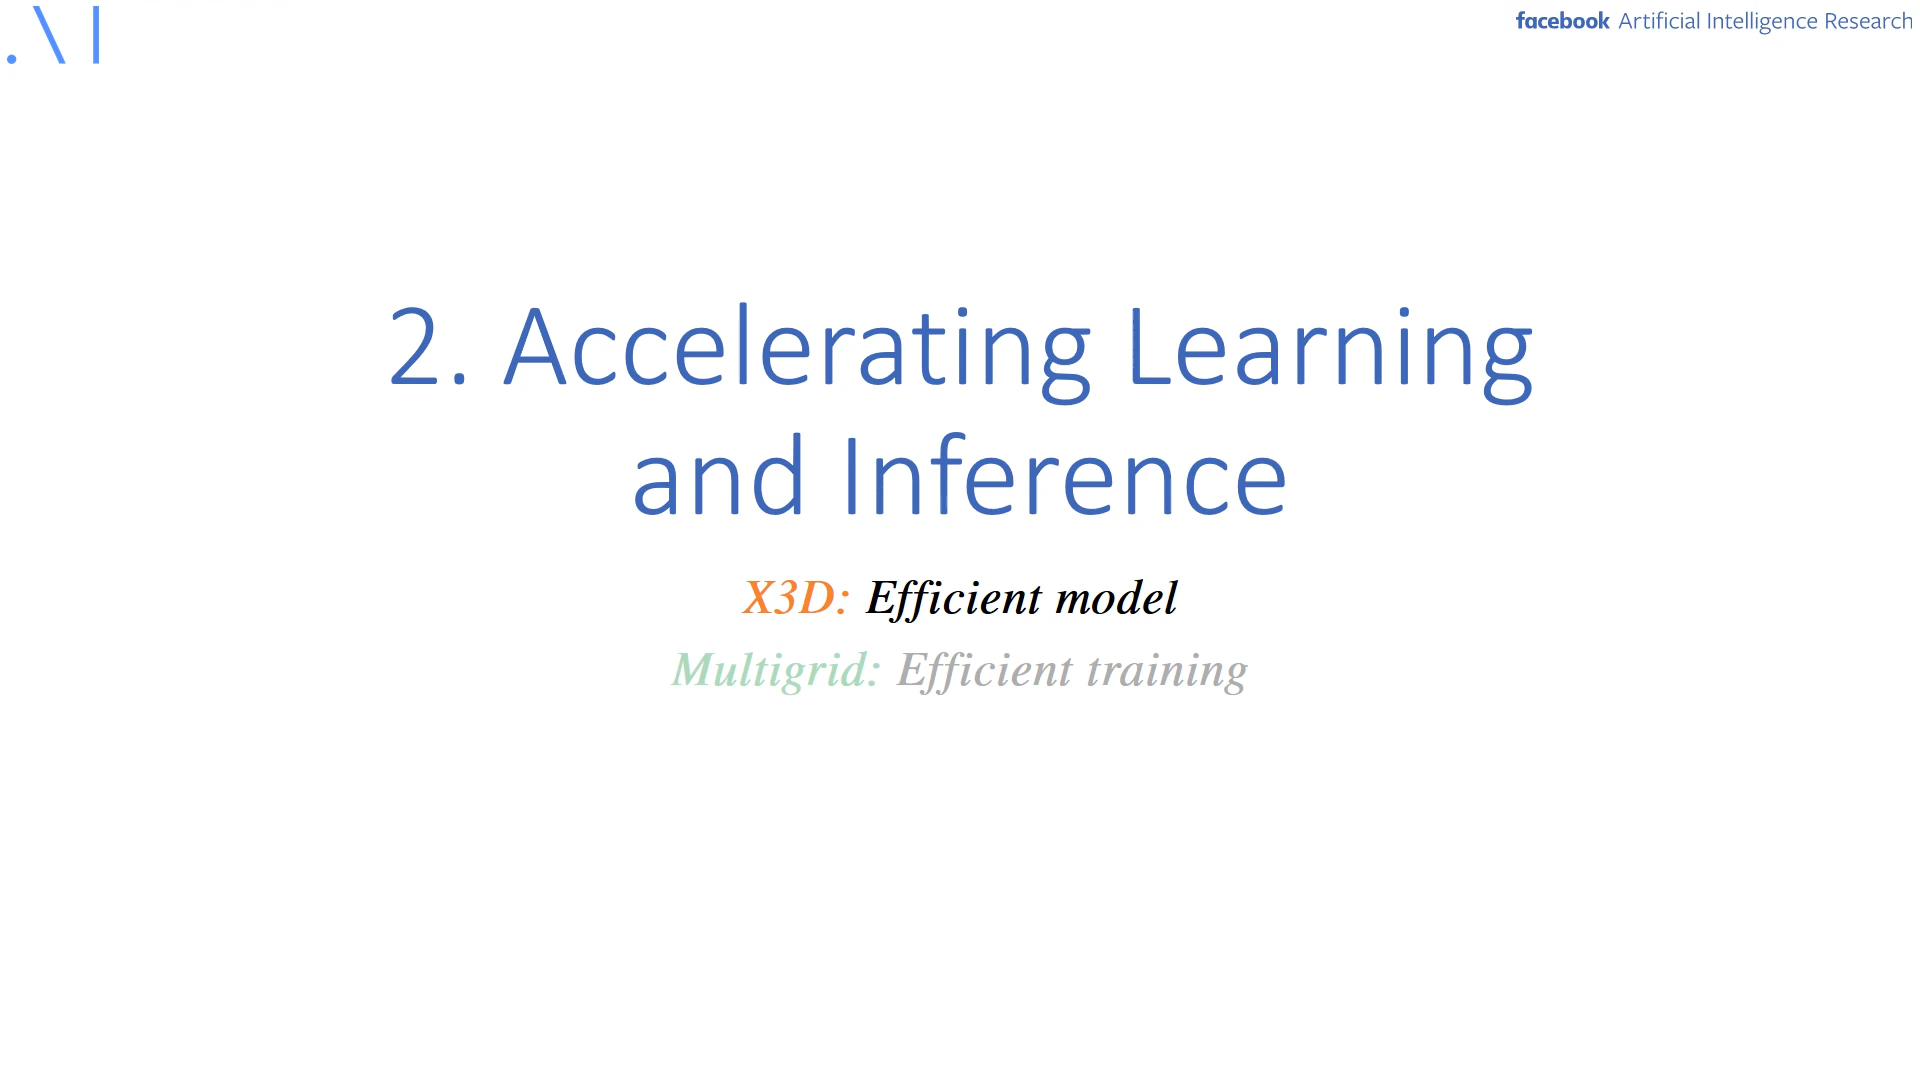 .\I
facebook Artificial Intelligence Research
2. Accelerating Learning
and Inference
X3D: Efficient model
Multigrid: Efficient training